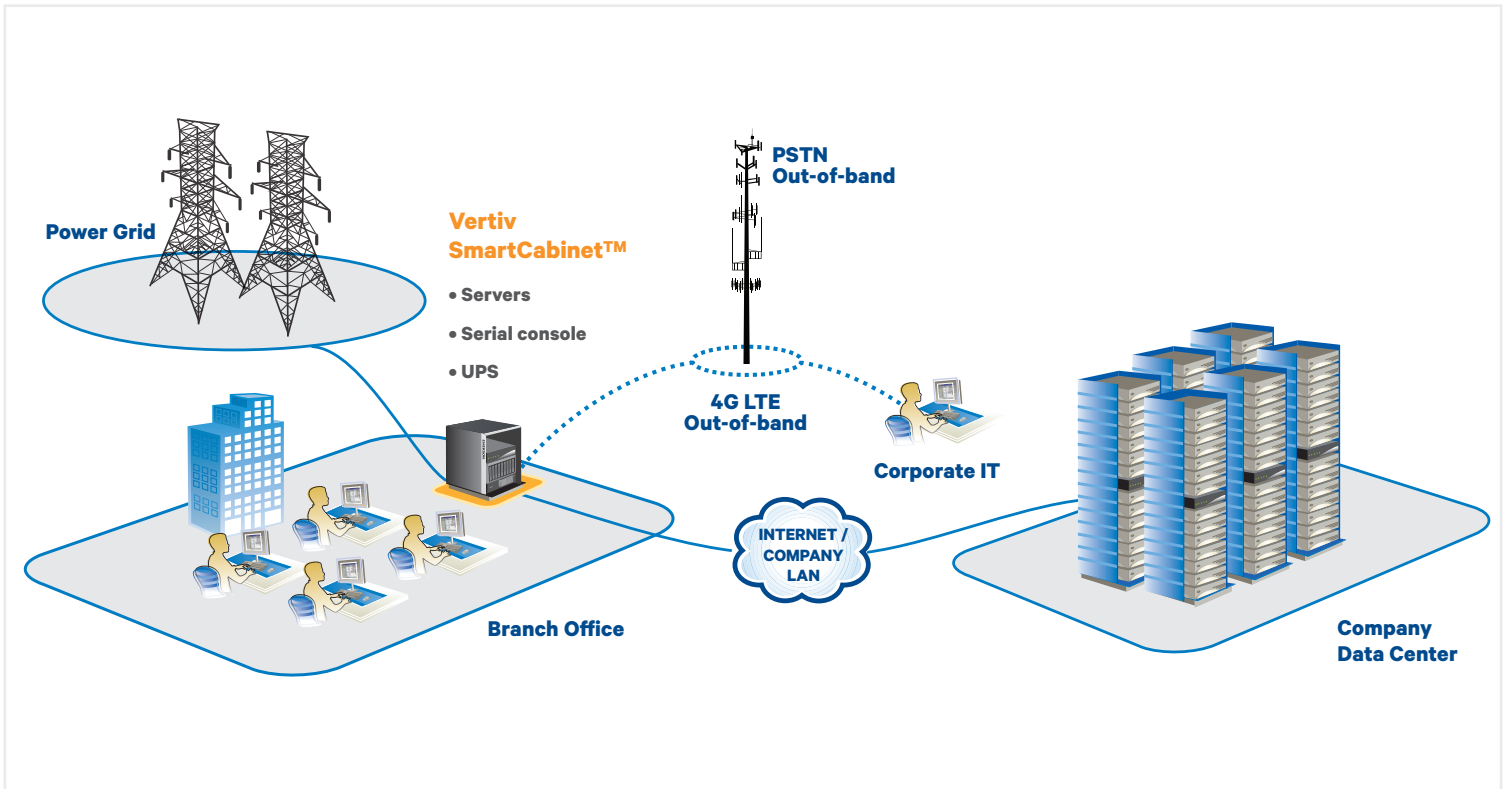 Power Grid
Vertiv
SmartCabinet™
• Servers
• Serial console
• UPS
PSTN
Out-of-band
4G LTE
Out-of-band
Corporate IT
INTERNET /
COMPANY
LAN
Branch Office
Company
Data Center